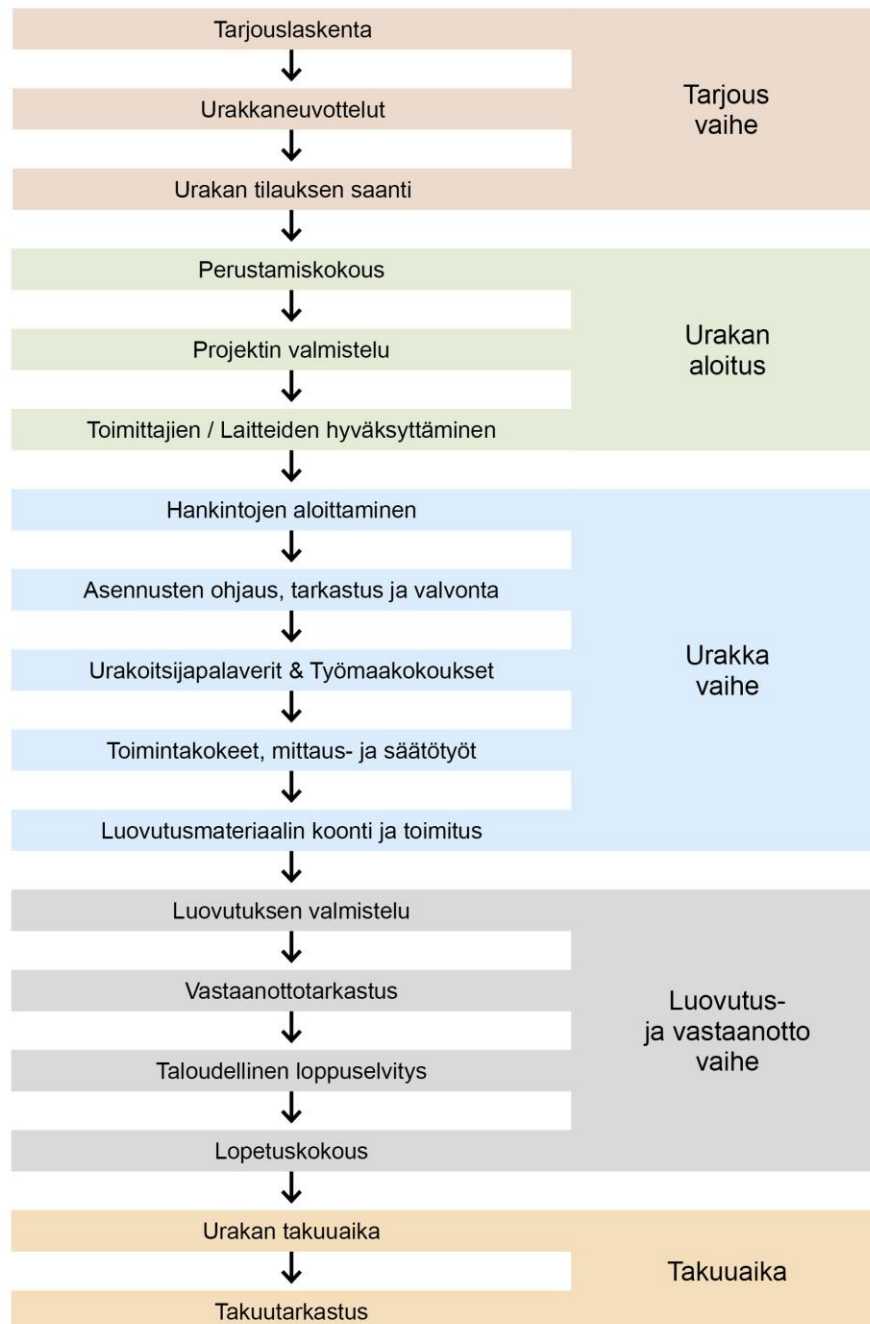 Tarjouslaskenta
Urakkaneuvottelut
Urakan tilauksen saanti
Tarjous
vaihe
Perustamiskokous
Projektin valmistelu
Toimittajien / Laitteiden hyväksyttäminen
Urakan
aloitus
Hankintojen aloittaminen
Asennusten ohjaus, tarkastus ja valvonta
Urakoitsijapalaverit & Työmaakokoukset
Toimintakokeet, mittaus- ja säätötyöt
Luovutusmateriaalin koonti ja toimitus
Urakka
vaihe
Luovutuksen valmistelu
Vastaanottotarkastus
Taloudellinen loppuselvitys
Lopetuskokous
Luovutus-
ja vastaanotto
vaihe
Urakan takuuaika
Takuutarkastus
Takuuaika